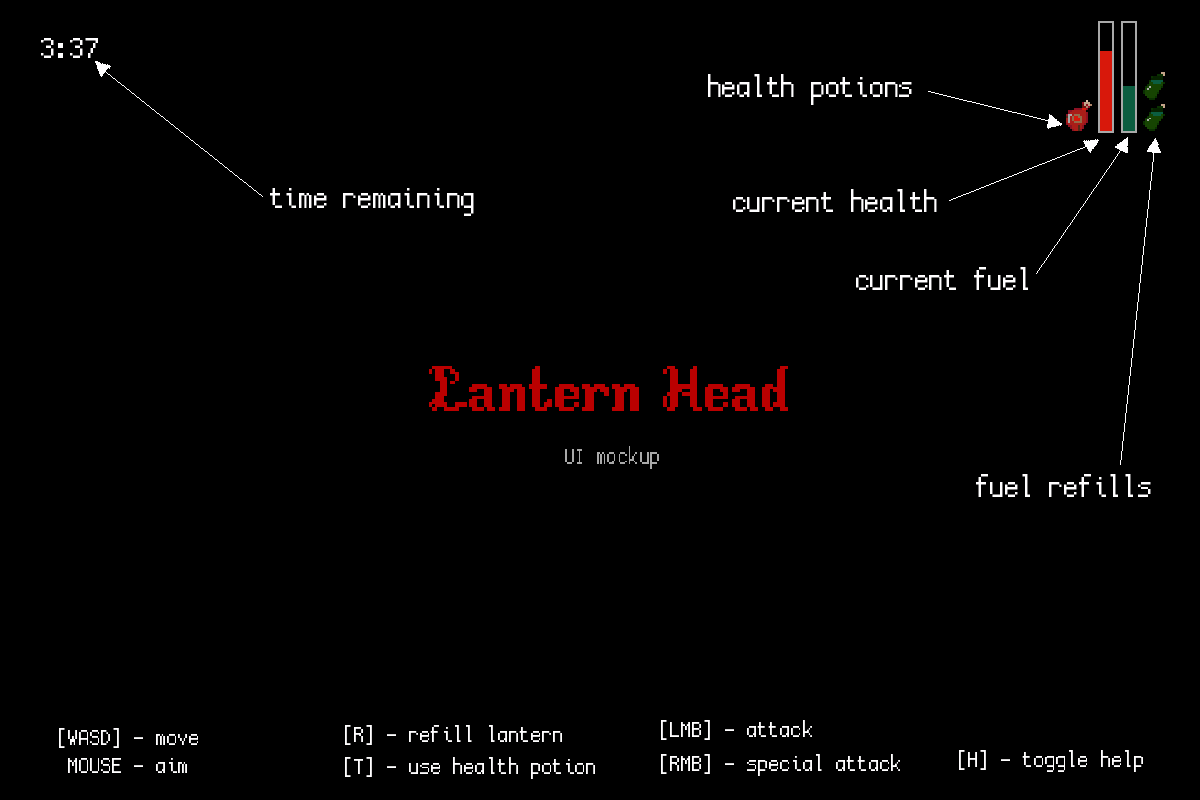 3:37
health potions
time remaining
current health
current fuel
Lantern Head
UI mockup
fuel refills
[WASD] - move
MOUSE - aim
[R] - refill lantern
[T] - use health potion
[LMB] - attack
[RMB] - special attack
[H] - toggle help